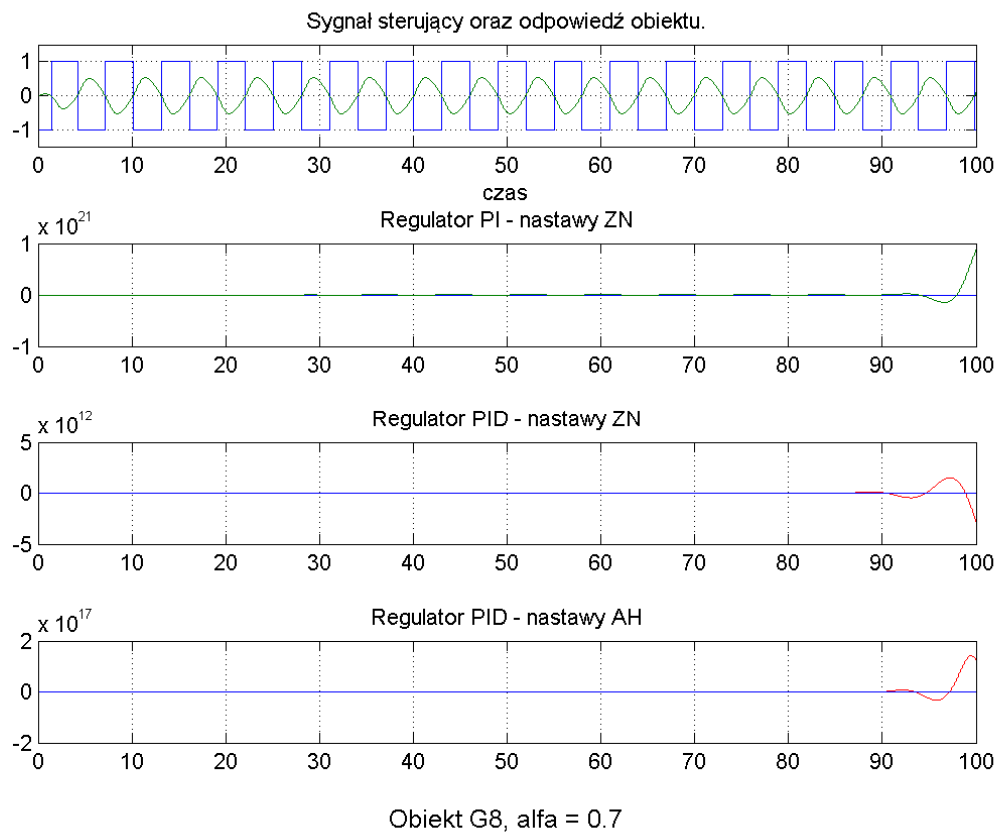 Sygnał sterujący oraz odpowiedź obiektu.
1
0
-1
0 10 20 30 40 50 60 70 80 90 100
czas
Regulator PI - nastawy ZN
x 10^21
1
0
-1
0 10 20 30 40 50 60 70 80 90 100
Regulator PID - nastawy ZN
x 10^12
5
0
-5
0 10 20 30 40 50 60 70 80 90 100
Regulator PID - nastawy AH
x 10^17
2
0
-2
0 10 20 30 40 50 60 70 80 90 100
Obiekt G8, alfa = 0.7